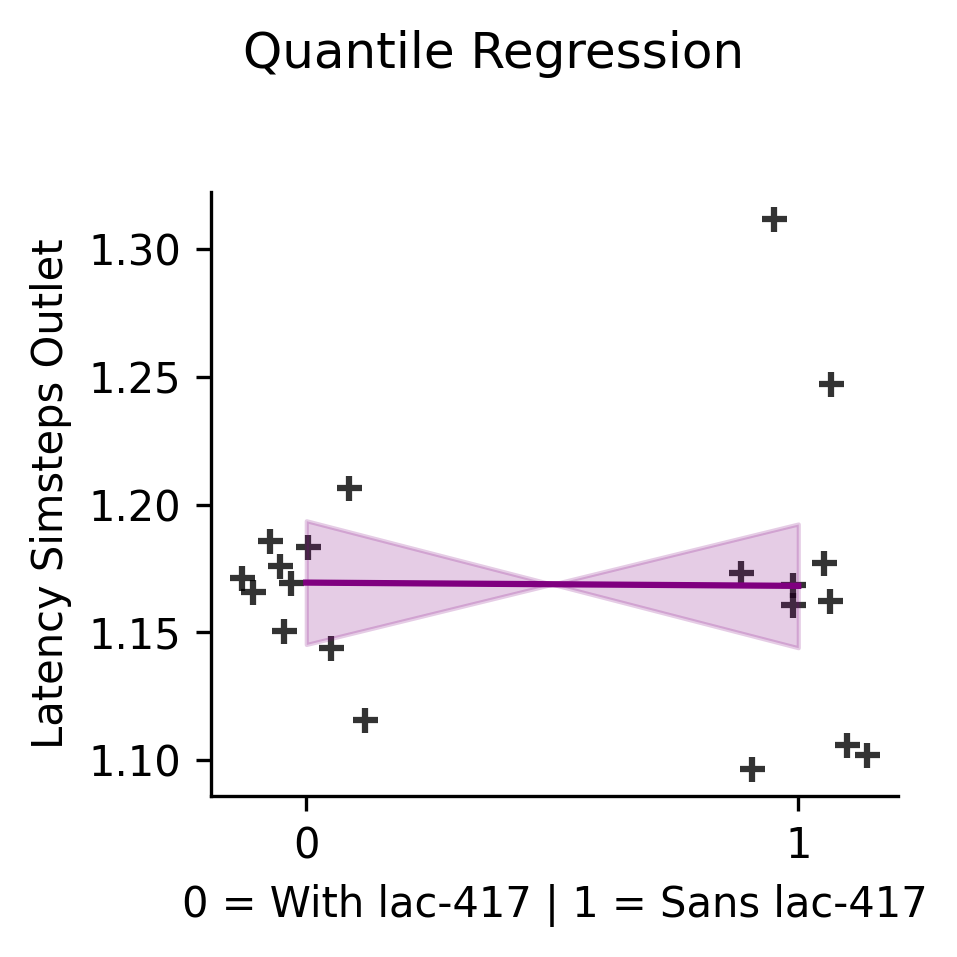 Quantile Regression
Latency Simsteps Outlet
1.30
1.25
1.20
1.15
1.10
0
1
0 = With lac-417 | 1 = Sans lac-417